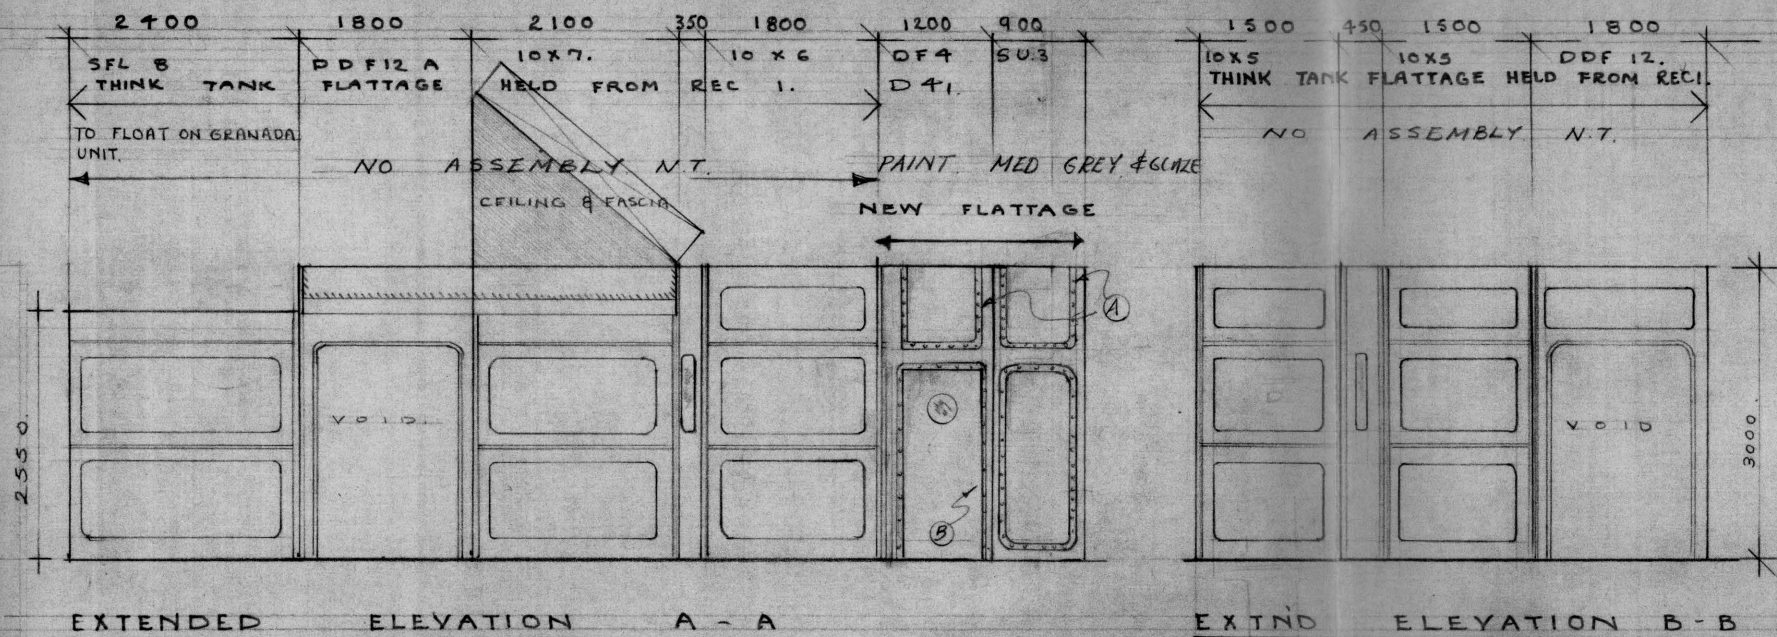 2400 1800 2100 350 1800 1200 900 1500 450 1500 1800
SFL 8 DDF12 A 10X7. 10 X 6 DF4 SU.3 10X5 10X5 DDF 12.
THINK TANK FLATTAGE HELD FROM REC 1. D41. THINK TANK FLATTAGE HELD FROM REC1.
TO FLOAT ON GRANADA
UNIT.
NO ASSEMBLY N.T.
NO ASSEMBLY N.T.
PAINT MED GREY & GLAZE
CEILING & FASCIA
NEW FLATTAGE
A
VOID
VOID
B
2550.
3000
EXTENDED ELEVATION A - A
EXTND ELEVATION B - B